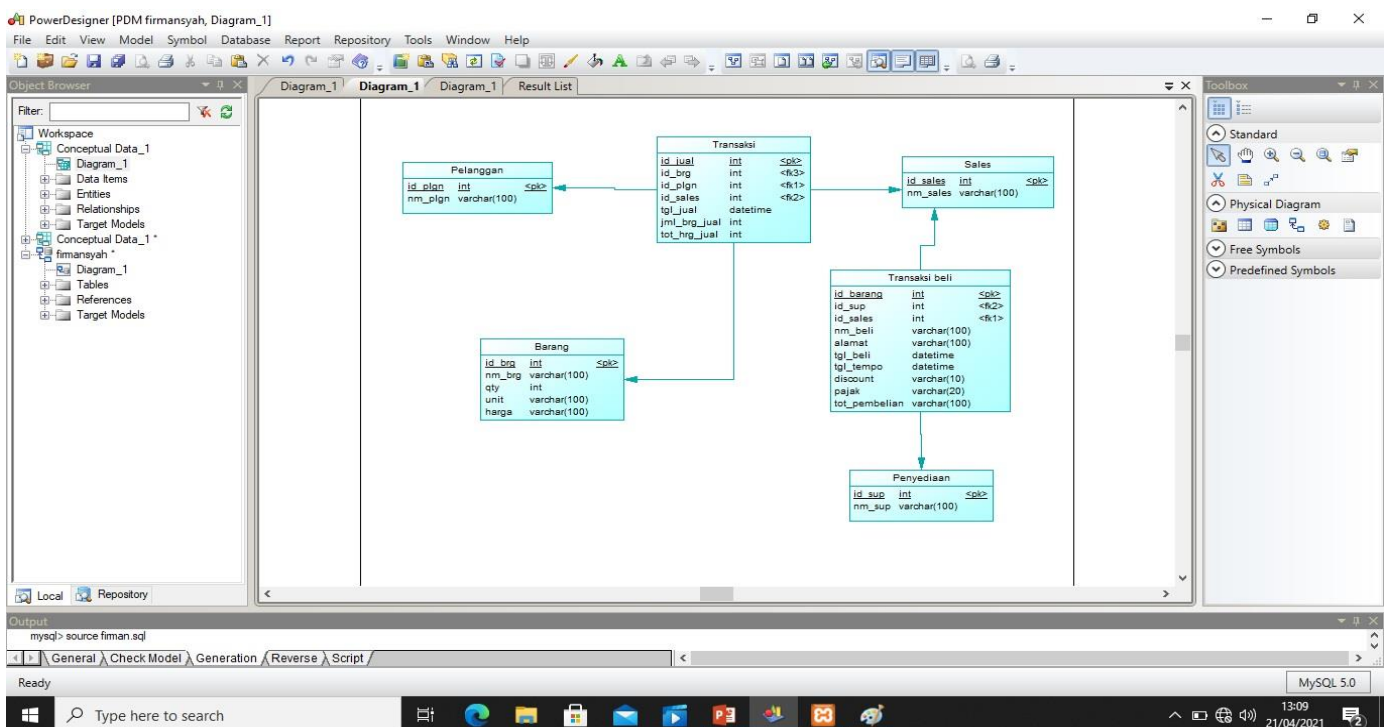 PowerDesigner [PDM firmansyah, Diagram_1]
File Edit View Model Symbol Database Report Repository Tools Window Help
Object Browser
Filter:
Workspace
Conceptual Data_1
Diagram_1
Data Items
Entities
Relationships
Target Models
Conceptual Data_1 *
firmansyah *
Diagram_1
Tables
References
Target Models
Local Repository
Diagram_1 Diagram_1 Diagram_1 Result List
Pelanggan
id_plgn int <pk>
nm_plgn varchar(100)
Transaksi
id_jual int <pk>
id_brg int <fk3>
id_plgn int <fk1>
id_sales int <fk2>
tgl_jual datetime
jml_brg_jual int
tot_hrg_jual int
Sales
id_sales int <pk>
nm_sales varchar(100)
Barang
id_brg int <pk>
nm_brg varchar(100)
qty int
unit varchar(100)
harga varchar(100)
Transaksi beli
id_barang int <pk>
id_sup int <fk2>
id_sales int <fk1>
nm_beli varchar(100)
alamat varchar(100)
tgl_beli datetime
tgl_tempo datetime
discount varchar(10)
pajak varchar(20)
tot_pembelian varchar(100)
Penyediaan
id_sup int <pk>
nm_sup varchar(100)
Toolbox
Standard
Physical Diagram
Free Symbols
Predefined Symbols
Output
mysql> source firman.sql
General Check Model Generation Reverse Script
Ready
MySQL 5.0
Type here to search
13:09
21/04/2021